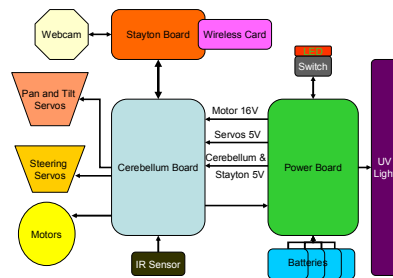 Webcam
Stayton Board
Wireless Card
LED
Switch
Pan and Tilt
Servos
Motor 16V
Servos 5V
Cerebellum &
Stayton 5V
Cerebellum Board
Power Board
UV
Light
Steering
Servos
Motors
IR Sensor
Batteries